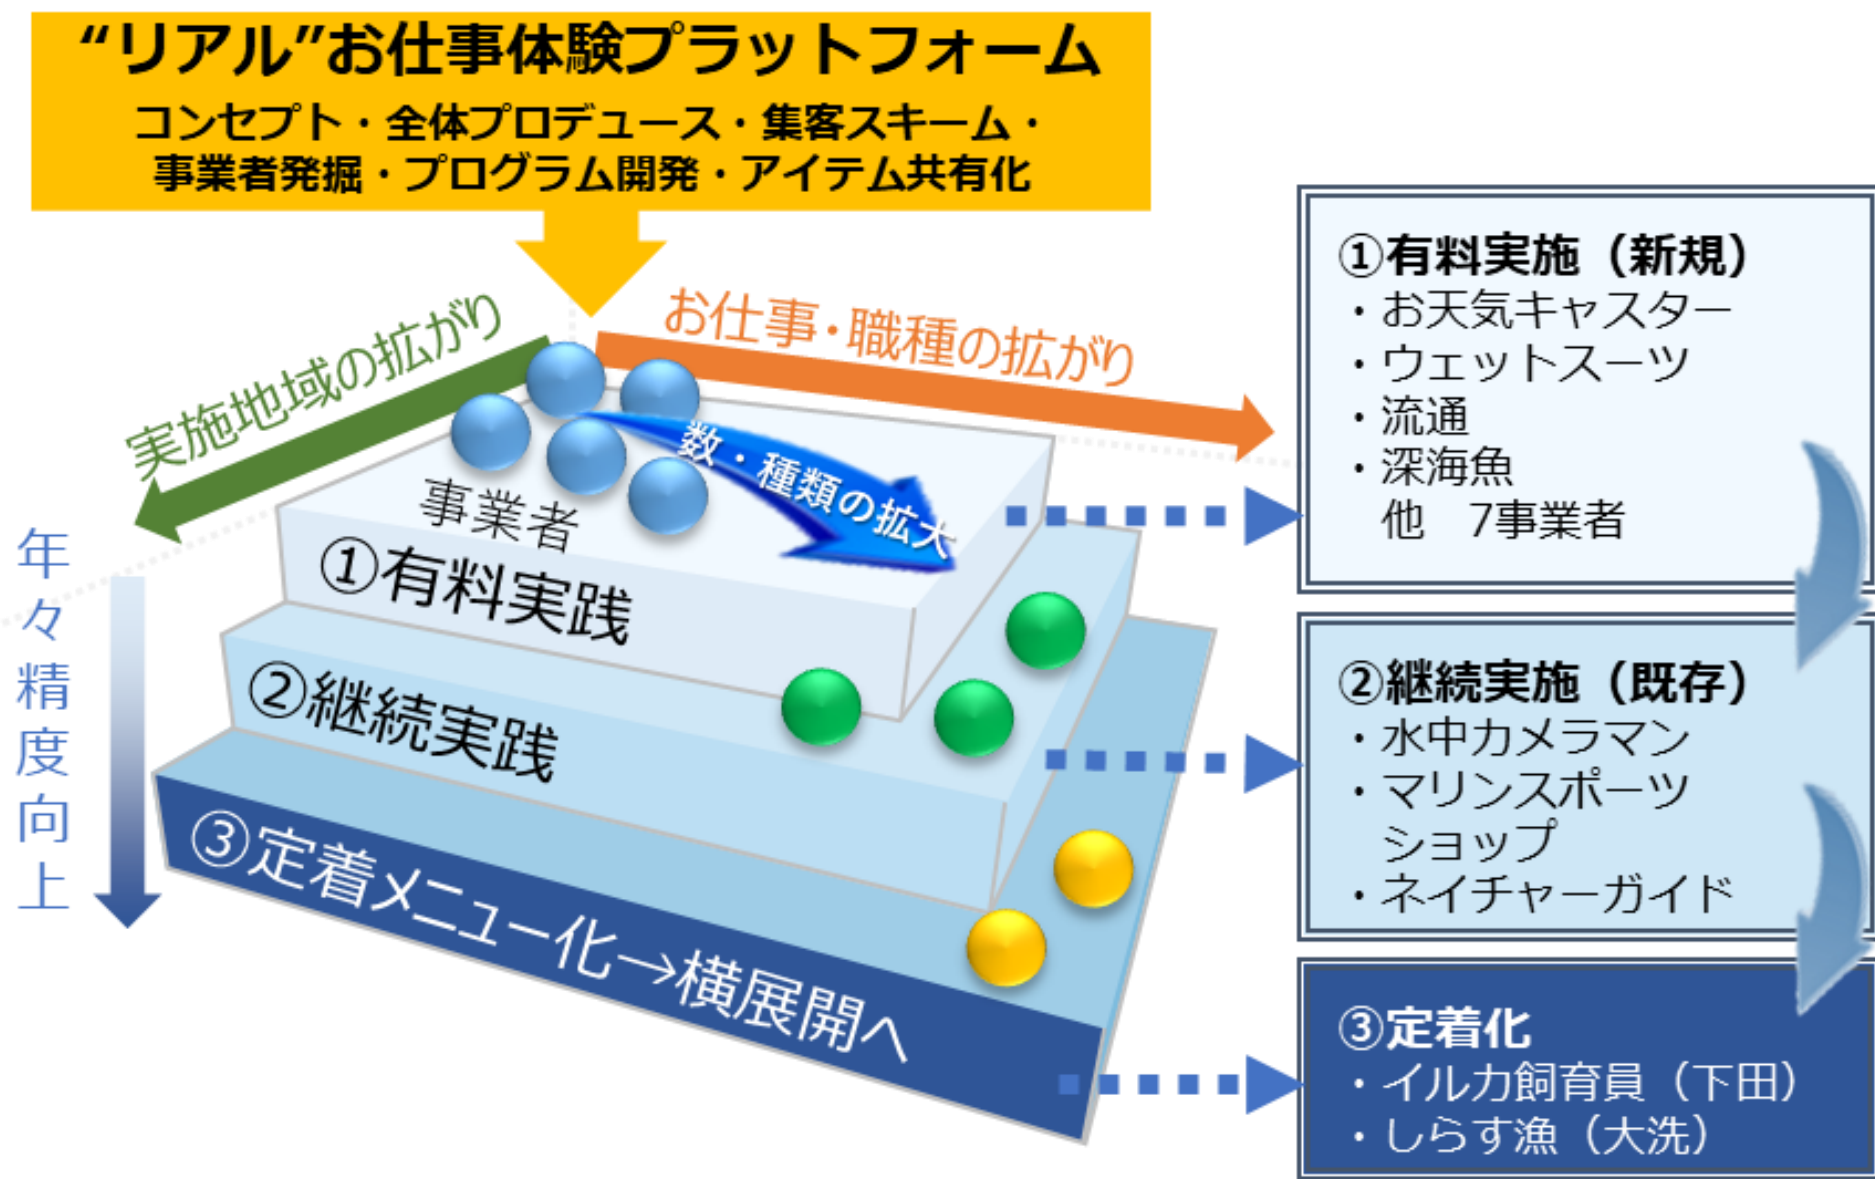 “リアル”お仕事体験プラットフォーム
コンセプト・全体プロデュース・集客スキーム・
事業者発掘・プログラム開発・アイテム共有化
実施地域の拡がり
お仕事・職種の拡がり
数・種類の拡大
事業者
①有料実践
②継続実践
③定着メニュー化→横展開へ
年々精度向上
①有料実施（新規）
・お天気キャスター
・ウェットスーツ
・流通
・深海魚
他　7事業者
②継続実施（既存）
・水中カメラマン
・マリンスポーツ
ショップ
・ネイチャーガイド
③定着化
・イルカ飼育員（下田）
・しらす漁（大洗）